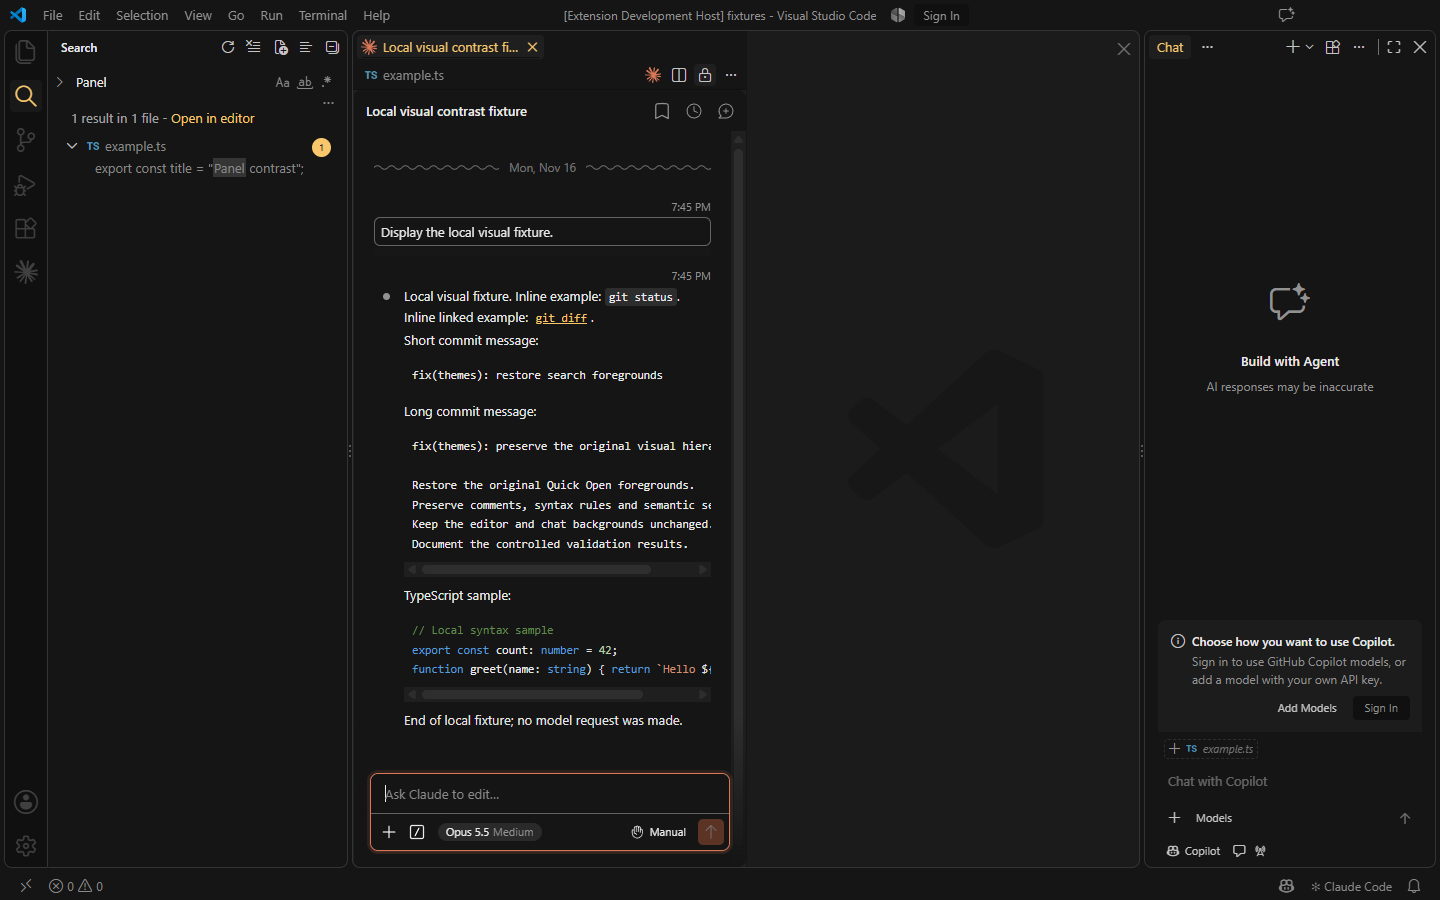 File Edit Selection View Go Run Terminal Help
[Extension Development Host] fixtures - Visual Studio Code
Sign In
Search
Panel
Aa ab .*
1 result in 1 file - Open in editor
TS example.ts
1
export const title = "Panel contrast";
Local visual contrast fi...
TS example.ts
Local visual contrast fixture
Mon, Nov 16
7:45 PM
Display the local visual fixture.
7:45 PM
Local visual fixture. Inline example: git status.
Inline linked example: git diff.
Short commit message:
fix(themes): restore search foregrounds
Long commit message:
fix(themes): preserve the original visual hiera
Restore the original Quick Open foregrounds.
Preserve comments, syntax rules and semantic se
Keep the editor and chat backgrounds unchanged.
Document the controlled validation results.
TypeScript sample:
// Local syntax sample
export const count: number = 42;
function greet(name: string) { return `Hello ${
End of local fixture; no model request was made.
Ask Claude to edit...
Opus 5.5 Medium
Manual
Chat
Build with Agent
AI responses may be inaccurate
Choose how you want to use Copilot.
Sign in to use GitHub Copilot models, or
add a model with your own API key.
Add Models
Sign In
TS example.ts
Chat with Copilot
Models
Copilot
0 0
Claude Code